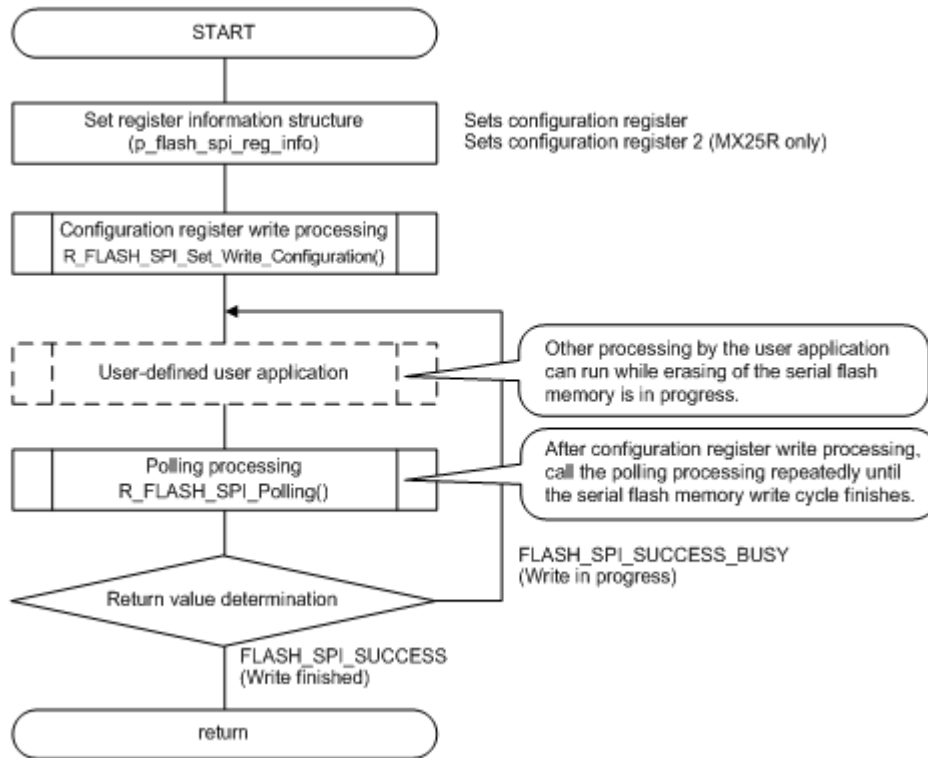 START
Set register information structure
(p_flash_spi_reg_info)
Sets configuration register
Sets configuration register 2 (MX25R only)
Configuration register write processing
R_FLASH_SPI_Set_Write_Configuration()
User-defined user application
Other processing by the user application
can run while erasing of the serial flash
memory is in progress.
Polling processing
R_FLASH_SPI_Polling()
After configuration register write processing,
call the polling processing repeatedly until
the serial flash memory write cycle finishes.
FLASH_SPI_SUCCESS_BUSY
(Write in progress)
Return value determination
FLASH_SPI_SUCCESS
(Write finished)
return